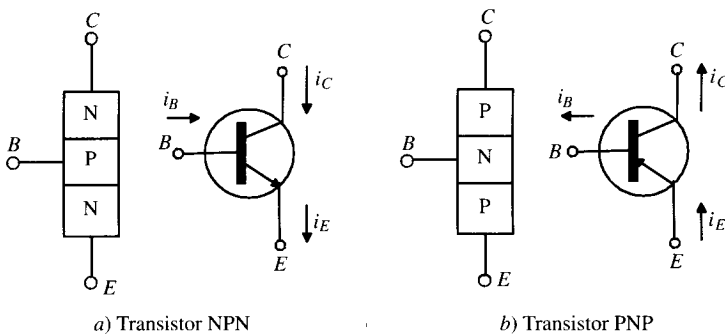 C
N
P
N
B
E
i_B
B
C
i_C
i_E
E
a) Transistor NPN
C
P
N
P
B
E
i_B
B
C
i_C
i_E
E
b) Transistor PNP